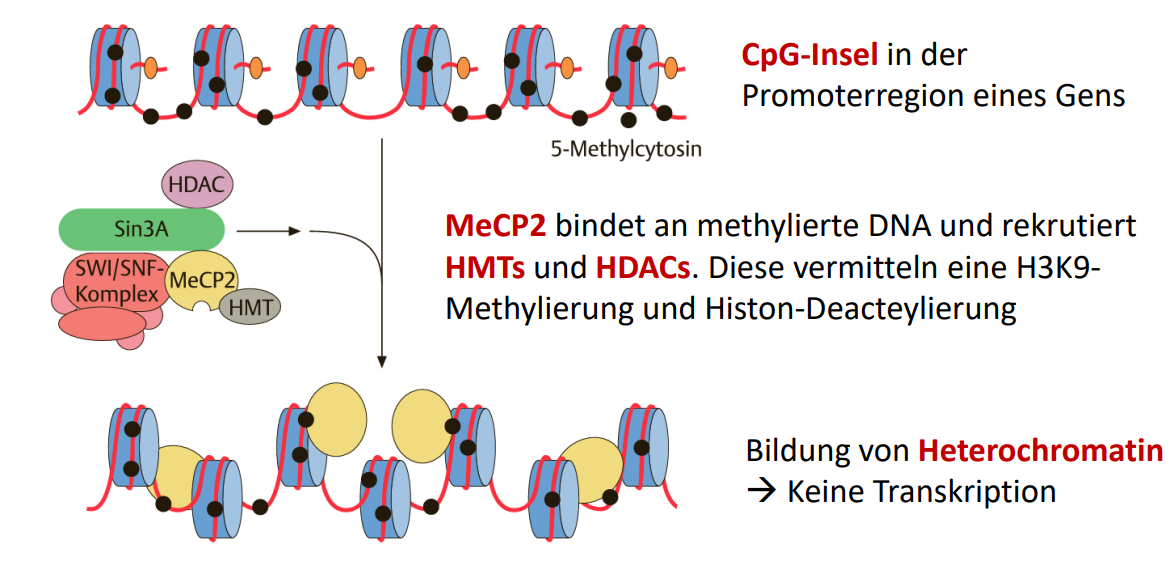 CpG-Insel in der
Promoterregion eines Gens
5-Methylcytosin
HDAC
Sin3A
SWI/SNF-
Komplex
MeCP2
HMT
MeCP2 bindet an methylierte DNA und rekrutiert
HMTs und HDACs. Diese vermitteln eine H3K9-
Methylierung und Histon-Deacteylierung
Bildung von Heterochromatin
→ Keine Transkription